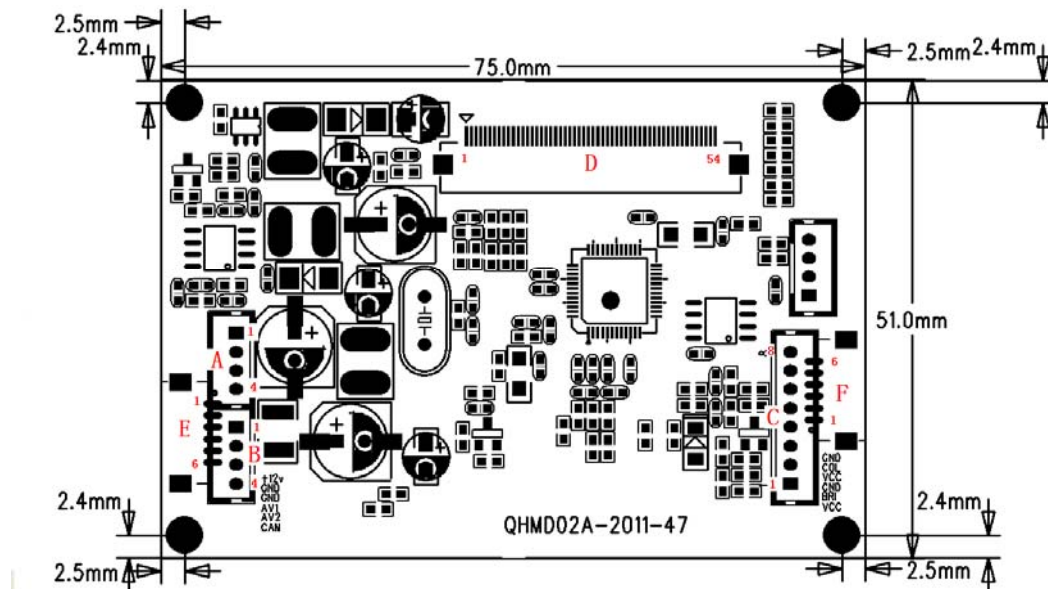 2.5mm
2.4mm
75.0mm
2.5mm
2.4mm
1
D
54
51.0mm
A
1
4
E
1
6
B
1
4
+12v
GND
GND
AV1
AV2
CAN
8
C
1
6
F
1
GND
COL
VCC
GND
BRI
VCC
2.4mm
2.5mm
QHMD02A-2011-47
2.4mm
2.5mm